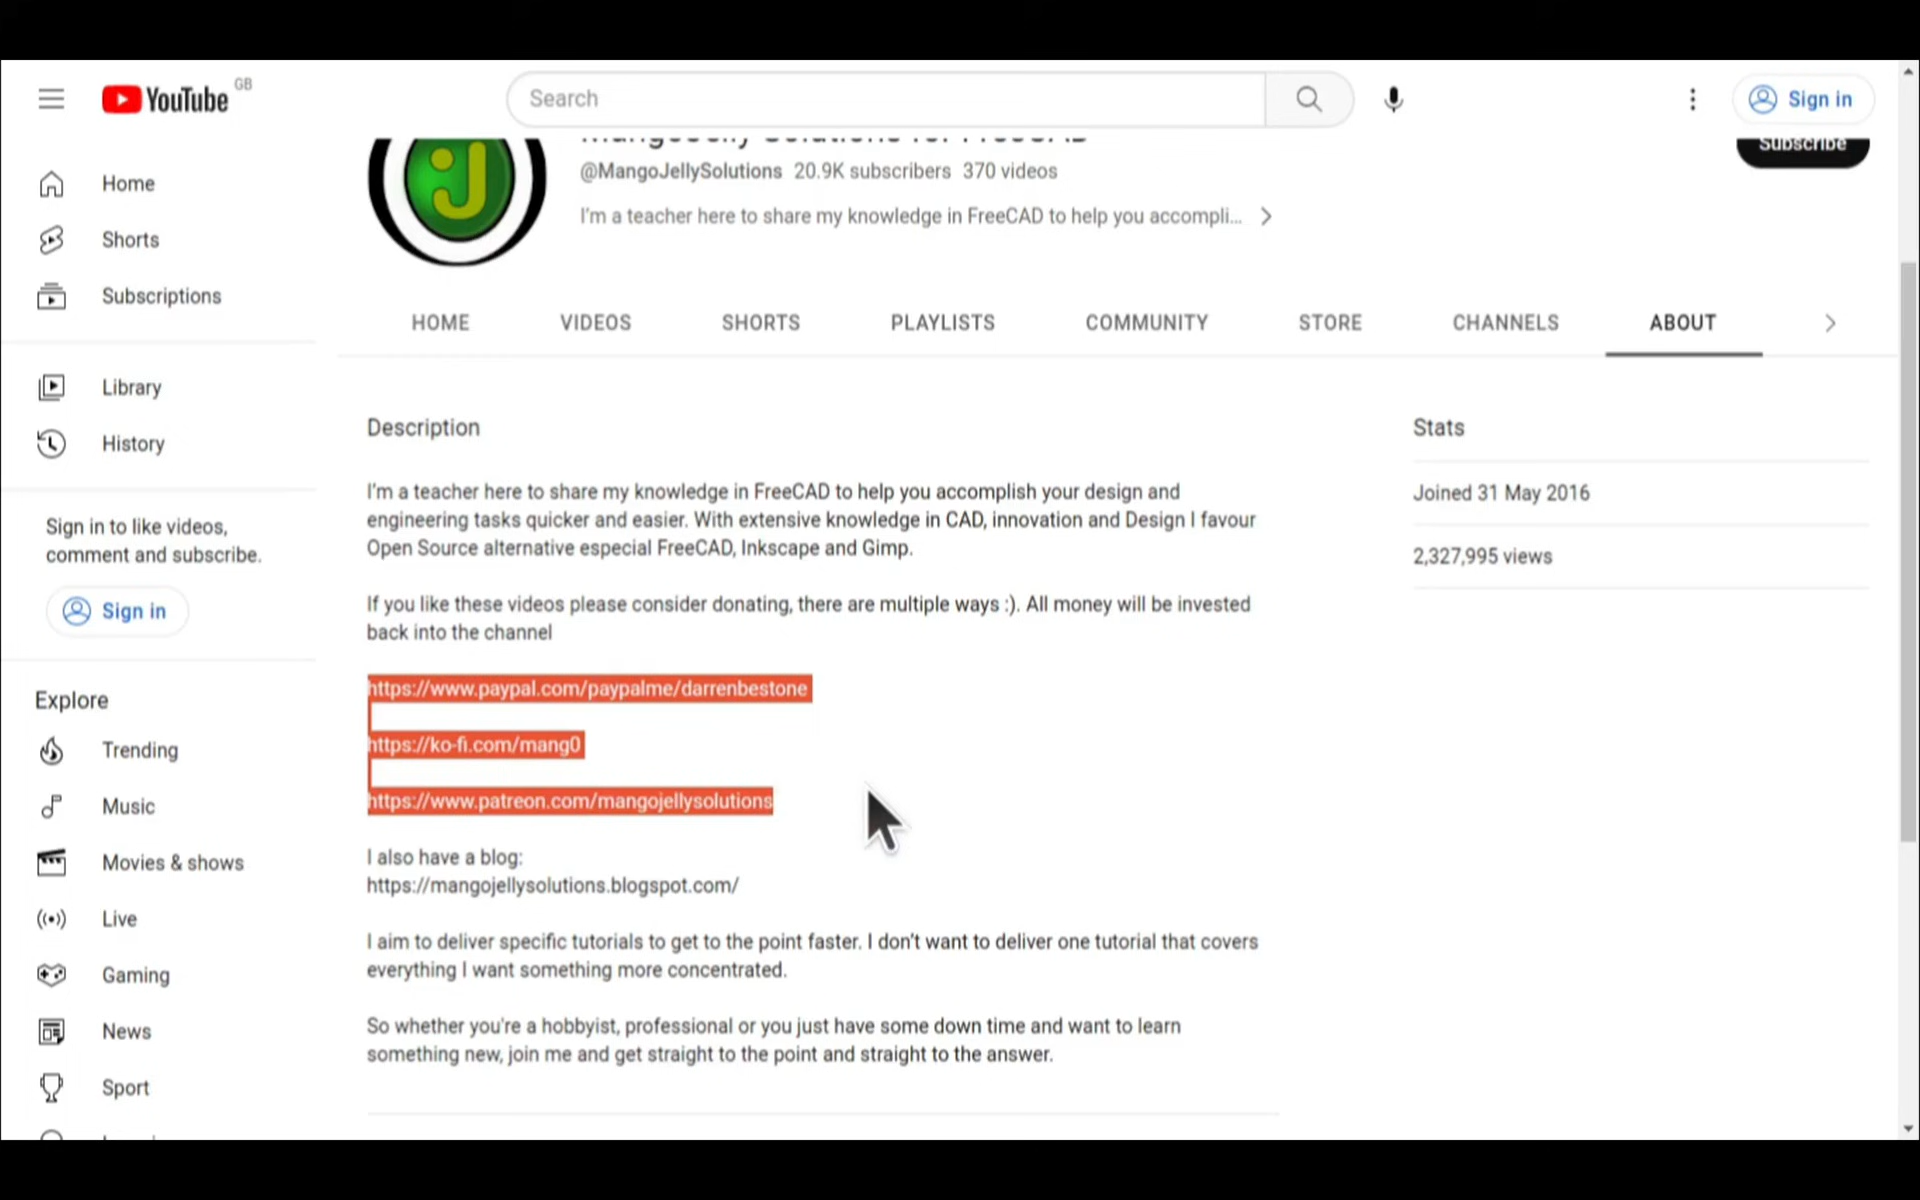 YouTube GB
Search
Sign in
MangoJelly Solutions for FreeCAD
Subscribe
@MangoJellySolutions 20.9K subscribers 370 videos
I'm a teacher here to share my knowledge in FreeCAD to help you accompli...
Home
Shorts
Subscriptions
Library
History
Sign in to like videos,
comment and subscribe.
Sign in
Explore
Trending
Music
Movies & shows
Live
Gaming
News
Sport
HOME VIDEOS SHORTS PLAYLISTS COMMUNITY STORE CHANNELS ABOUT
Description
I'm a teacher here to share my knowledge in FreeCAD to help you accomplish your design and
engineering tasks quicker and easier. With extensive knowledge in CAD, innovation and Design I favour
Open Source alternative especial FreeCAD, Inkscape and Gimp.
If you like these videos please consider donating, there are multiple ways :). All money will be invested
back into the channel
https://www.paypal.com/paypalme/darrenbestone
https://ko-fi.com/mang0
https://www.patreon.com/mangojellysolutions
I also have a blog:
https://mangojellysolutions.blogspot.com/
I aim to deliver specific tutorials to get to the point faster. I don't want to deliver one tutorial that covers
everything I want something more concentrated.
So whether you're a hobbyist, professional or you just have some down time and want to learn
something new, join me and get straight to the point and straight to the answer.
Stats
Joined 31 May 2016
2,327,995 views